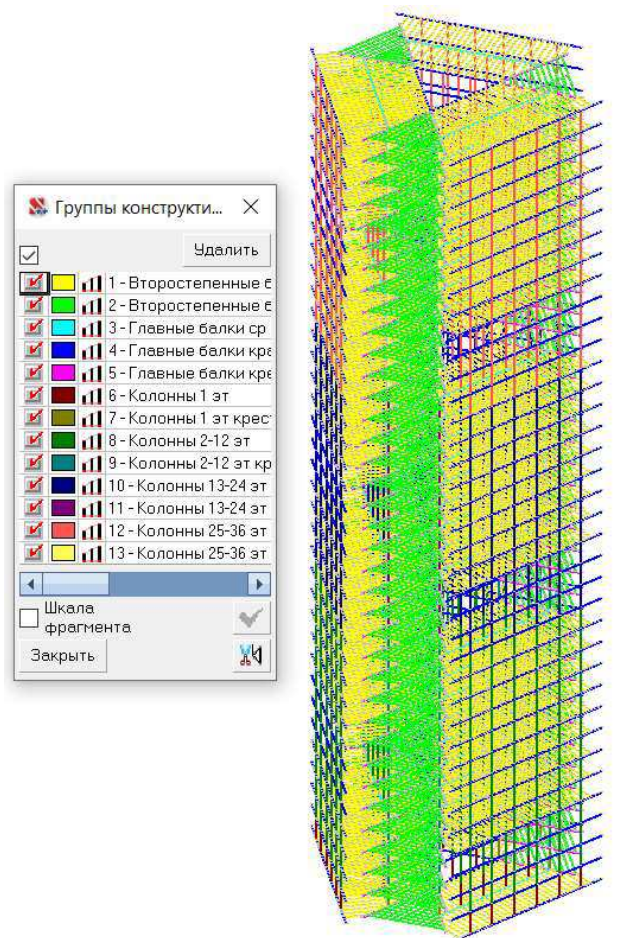 Группы конструкти...
Удалить
1 - Второстепенные б
2 - Второстепенные б
3 - Главные балки ср
4 - Главные балки кра
5 - Главные балки кре
6 - Колонны 1 эт
7 - Колонны 1 эт крес
8 - Колонны 2-12 эт
9 - Колонны 2-12 эт кр
10 - Колонны 13-24 эт
11 - Колонны 13-24 эт
12 - Колонны 25-36 эт
13 - Колонны 25-36 эт
Шкала
фрагмента
Закрыть